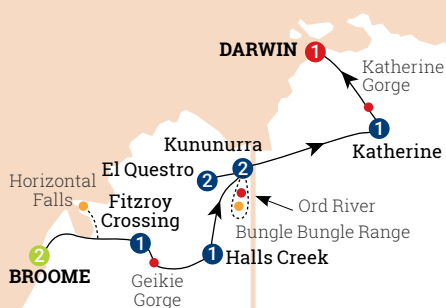 DARWIN
1
Katherine
Gorge
1
Katherine
Kununurra
2
El Questro
2
Horizontal
Falls
Fitzroy
Crossing
1
Ord River
Bungle Bungle Range
2
BROOME
1
Halls Creek
Geikie
Gorge